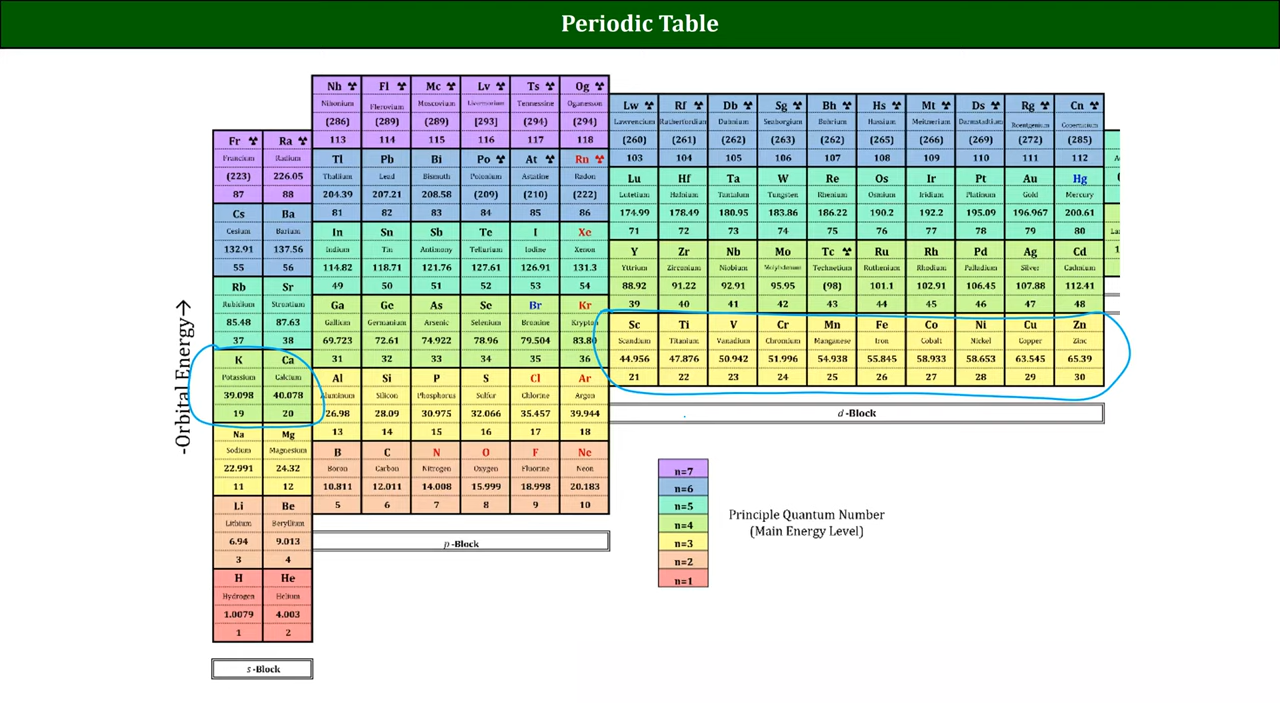 Periodic Table
-Orbital Energy→
Fr Ra
Francium Radium
(223) 226.05
87 88
Cs Ba
Cesium Barium
132.91 137.56
55 56
Rb Sr
Rubidium Strontium
85.48 87.63
37 38
K Ca
Potassium Calcium
39.098 40.078
19 20
Na Mg
Sodium Magnesium
22.991 24.32
11 12
Li Be
Lithium Beryllium
6.94 9.013
3 4
H He
Hydrogen Helium
1.0079 4.003
1 2
s-Block
Nh Fl Mc Lv Ts Og
Nihonium Flerovium Moscovium Livermorium Tennessine Oganesson
(286) (289) (289) [293] (294) (294)
113 114 115 116 117 118
Tl Pb Bi Po At Rn
Thallium Lead Bismuth Polonium Astatine Radon
204.39 207.21 208.58 (209) (210) (222)
81 82 83 84 85 86
In Sn Sb Te I Xe
Indium Tin Antimony Tellurium Iodine Xenon
114.82 118.71 121.76 127.61 126.91 131.3
49 50 51 52 53 54
Ga Ge As Se Br Kr
Gallium Germanium Arsenic Selenium Bromine Krypton
69.723 72.61 74.922 78.96 79.504 83.80
31 32 33 34 35 36
Al Si P S Cl Ar
Aluminum Silicon Phosphorus Sulfur Chlorine Argon
26.98 28.09 30.975 32.066 35.457 39.944
13 14 15 16 17 18
B C N O F Ne
Boron Carbon Nitrogen Oxygen Fluorine Neon
10.811 12.011 14.008 15.999 18.998 20.183
5 6 7 8 9 10
p-Block
Lw Rf Db Sg Bh Hs Mt Ds Rg Cn
Lawrencium Rutherfordium Dubnium Seaborgium Bohrium Hassium Meitnerium Darmstadtium Roentgenium Copernicium
(260) (261) (262) (263) (262) (265) (266) (269) (272) (285)
103 104 105 106 107 108 109 110 111 112
Lu Hf Ta W Re Os Ir Pt Au Hg
Lutetium Hafnium Tantalum Tungsten Rhenium Osmium Iridium Platinum Gold Mercury
174.99 178.49 180.95 183.86 186.22 190.2 192.2 195.09 196.967 200.61
71 72 73 74 75 76 77 78 79 80
Y Zr Nb Mo Tc Ru Rh Pd Ag Cd
Yttrium Zirconium Niobium Molybdenum Technetium Ruthenium Rhodium Palladium Silver Cadmium
88.92 91.22 92.91 95.95 (98) 101.1 102.91 106.45 107.88 112.41
39 40 41 42 43 44 45 46 47 48
Sc Ti V Cr Mn Fe Co Ni Cu Zn
Scandium Titanium Vanadium Chromium Manganese Iron Cobalt Nickel Copper Zinc
44.956 47.876 50.942 51.996 54.938 55.845 58.933 58.653 63.545 65.39
21 22 23 24 25 26 27 28 29 30
d-Block
n=7
n=6
n=5
n=4
n=3
n=2
n=1
Principle Quantum Number
(Main Energy Level)